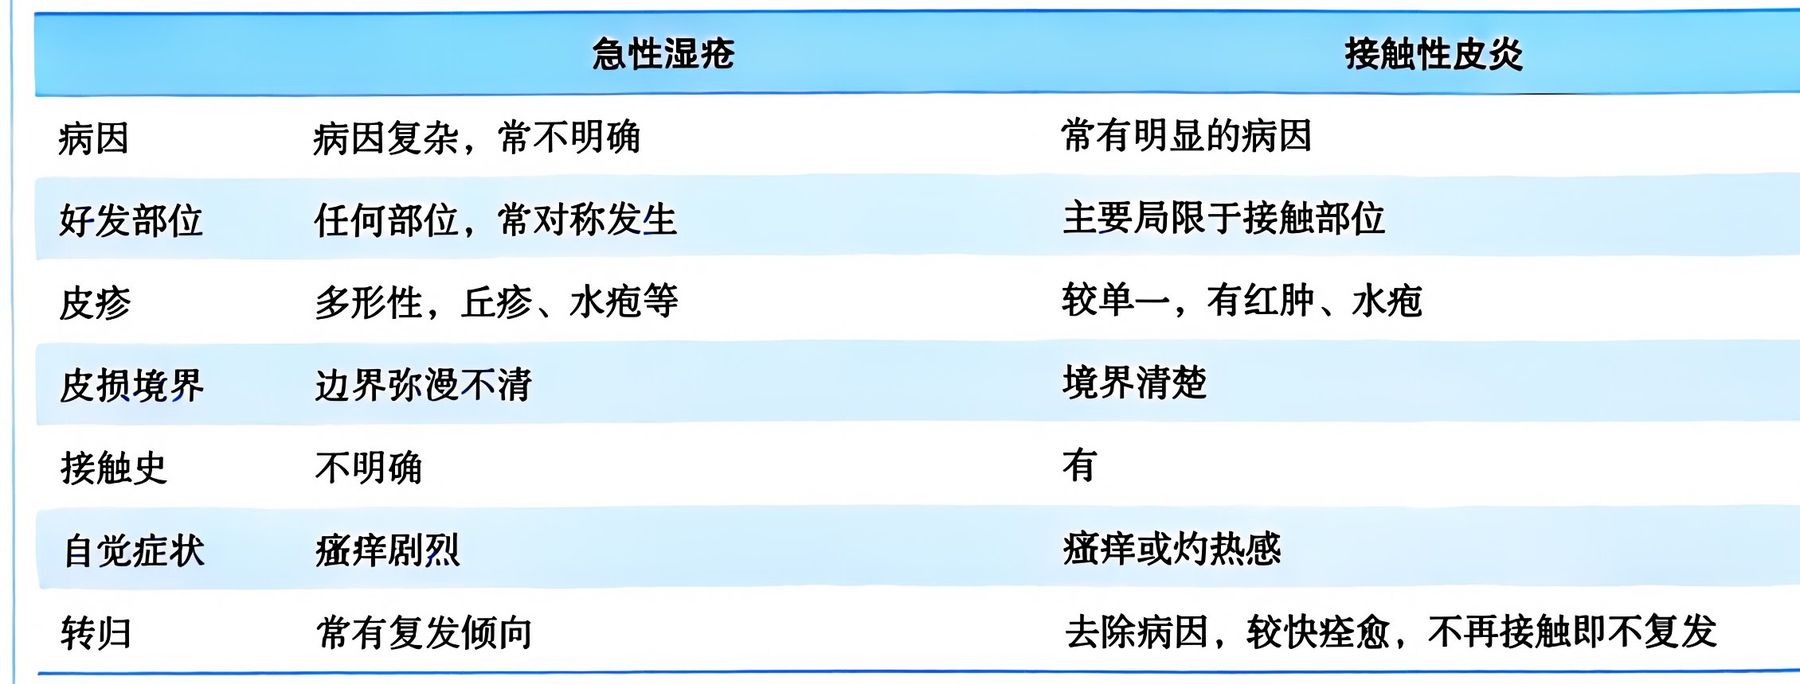 急性湿疮 接触性皮炎
病因 病因复杂，常不明确 常有明显的病因
好发部位 任何部位，常对称发生 主要局限于接触部位
皮疹 多形性，丘疹、水疱等 较单一，有红肿、水疱
皮损境界 边界弥漫不清 境界清楚
接触史 不明确 有
自觉症状 瘙痒剧烈 瘙痒或灼热感
转归 常有复发倾向 去除病因，较快痊愈，不再接触即不复发